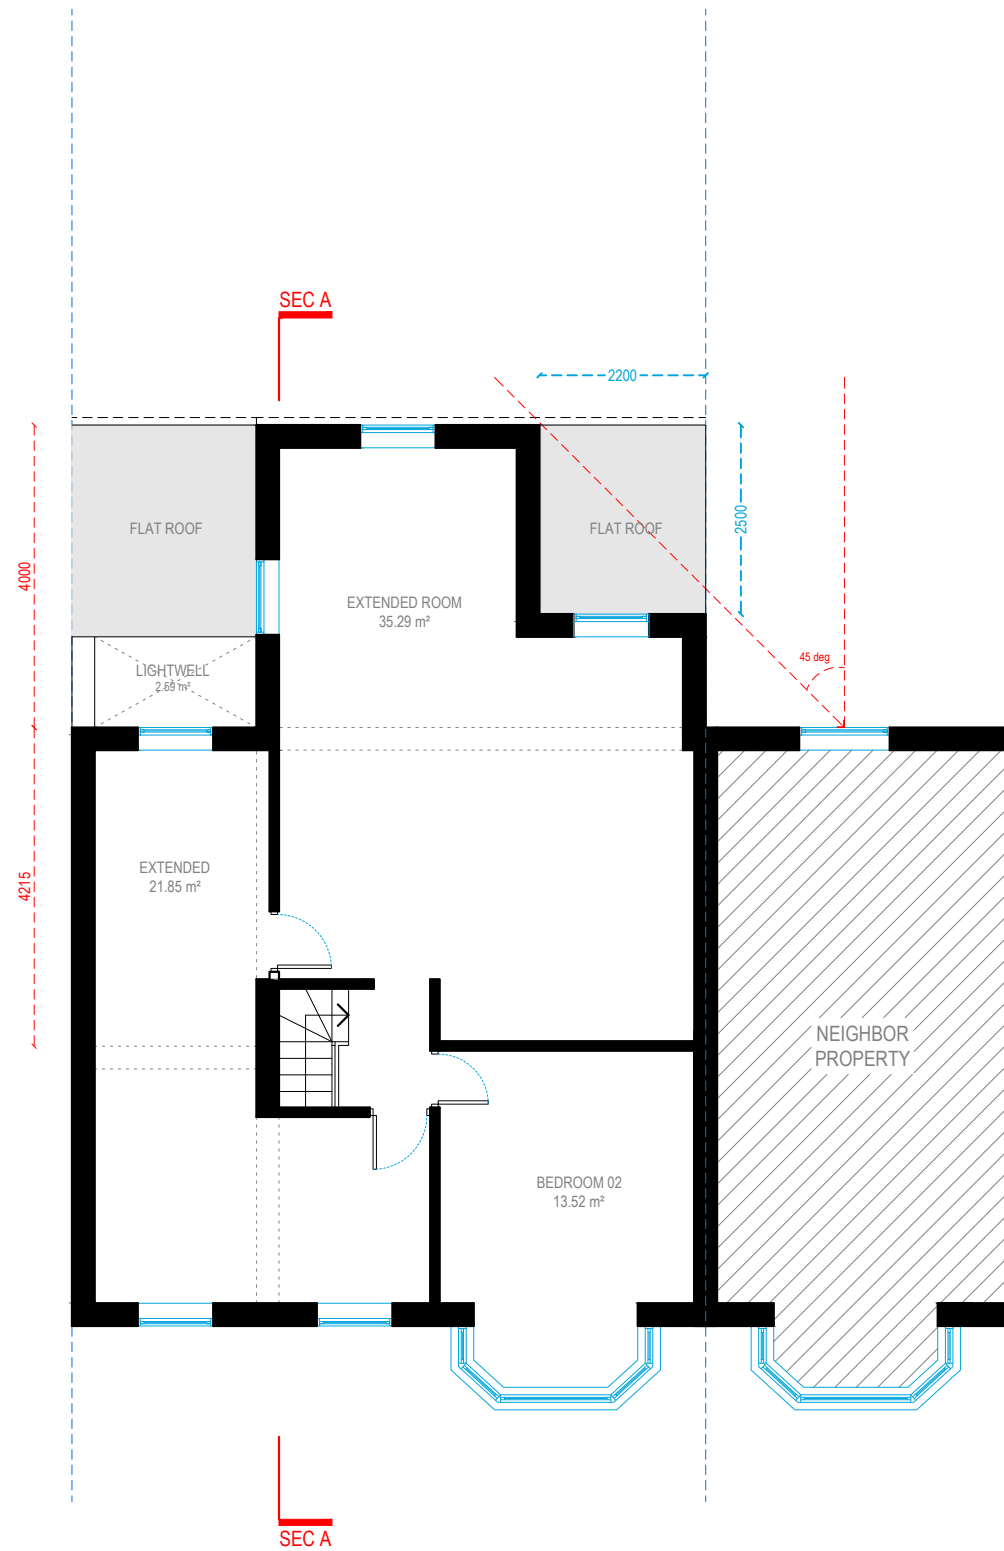 SEC A
2200
FLAT ROOF
FLAT ROOF
2500
4000
EXTENDED ROOM
35.29 m²
45 deg
LIGHTWELL
2.59 m²
EXTENDED
21.85 m²
4215
NEIGHBOR
PROPERTY
BEDROOM 02
13.52 m²
SEC A